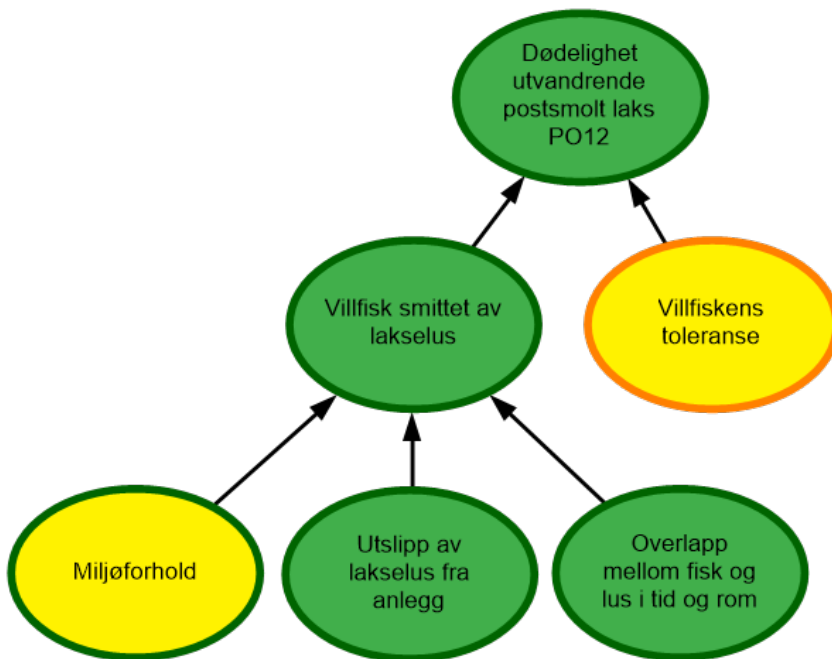 Dødelighet
utvandrende
postsmolt laks
PO12
Villfisk smittet av
lakselus
Villfiskens
toleranse
Miljøforhold
Utslipp av
lakselus fra
anlegg
Overlapp
mellom fisk og
lus i tid og rom